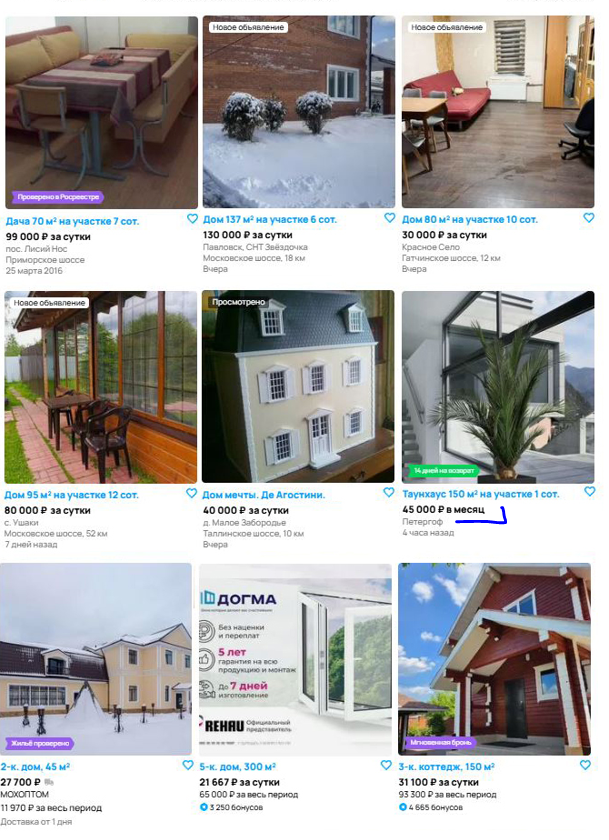 Новое объявление
Новое объявление
Проверено в Росреестре
Дача 70 м² на участке 7 сот.
99 000 ₽ за сутки
пос. Лисий Нос
Приморское шоссе
25 марта 2016
Дом 137 м² на участке 6 сот.
130 000 ₽ за сутки
Павловск, СНТ Звёздочка
Московское шоссе, 18 км
Вчера
Дом 80 м² на участке 10 сот.
30 000 ₽ за сутки
Красное Село
Гатчинское шоссе, 12 км
Вчера
Новое объявление
Просмотрено
14 дней на возврат
Дом 95 м² на участке 12 сот.
80 000 ₽ за сутки
с. Ушаки
Московское шоссе, 52 км
7 дней назад
Дом мечты. Де Агостини.
40 000 ₽ за сутки
д. Малое Забородье
Таллинское шоссе, 10 км
Вчера
Таунхаус 150 м² на участке 1 сот.
45 000 ₽ в месяц
Петергоф
4 часа назад
Жильё проверено
2-к. дом, 45 м²
27 700 ₽
МОХОПТОМ
11 970 ₽ за весь период
Доставка от 1 дня
ДОГМА
Без наценки
и переплат
5 лет
гарантия на всю
продукцию и монтаж
До 7 дней
изготовление
REHAU Официальный
представитель
5-к. дом, 300 м²
21 667 ₽ за сутки
65 000 ₽ за весь период
3 250 бонусов
Мгновенная бронь
3-к. коттедж, 150 м²
31 100 ₽ за сутки
93 300 ₽ за весь период
4 665 бонусов